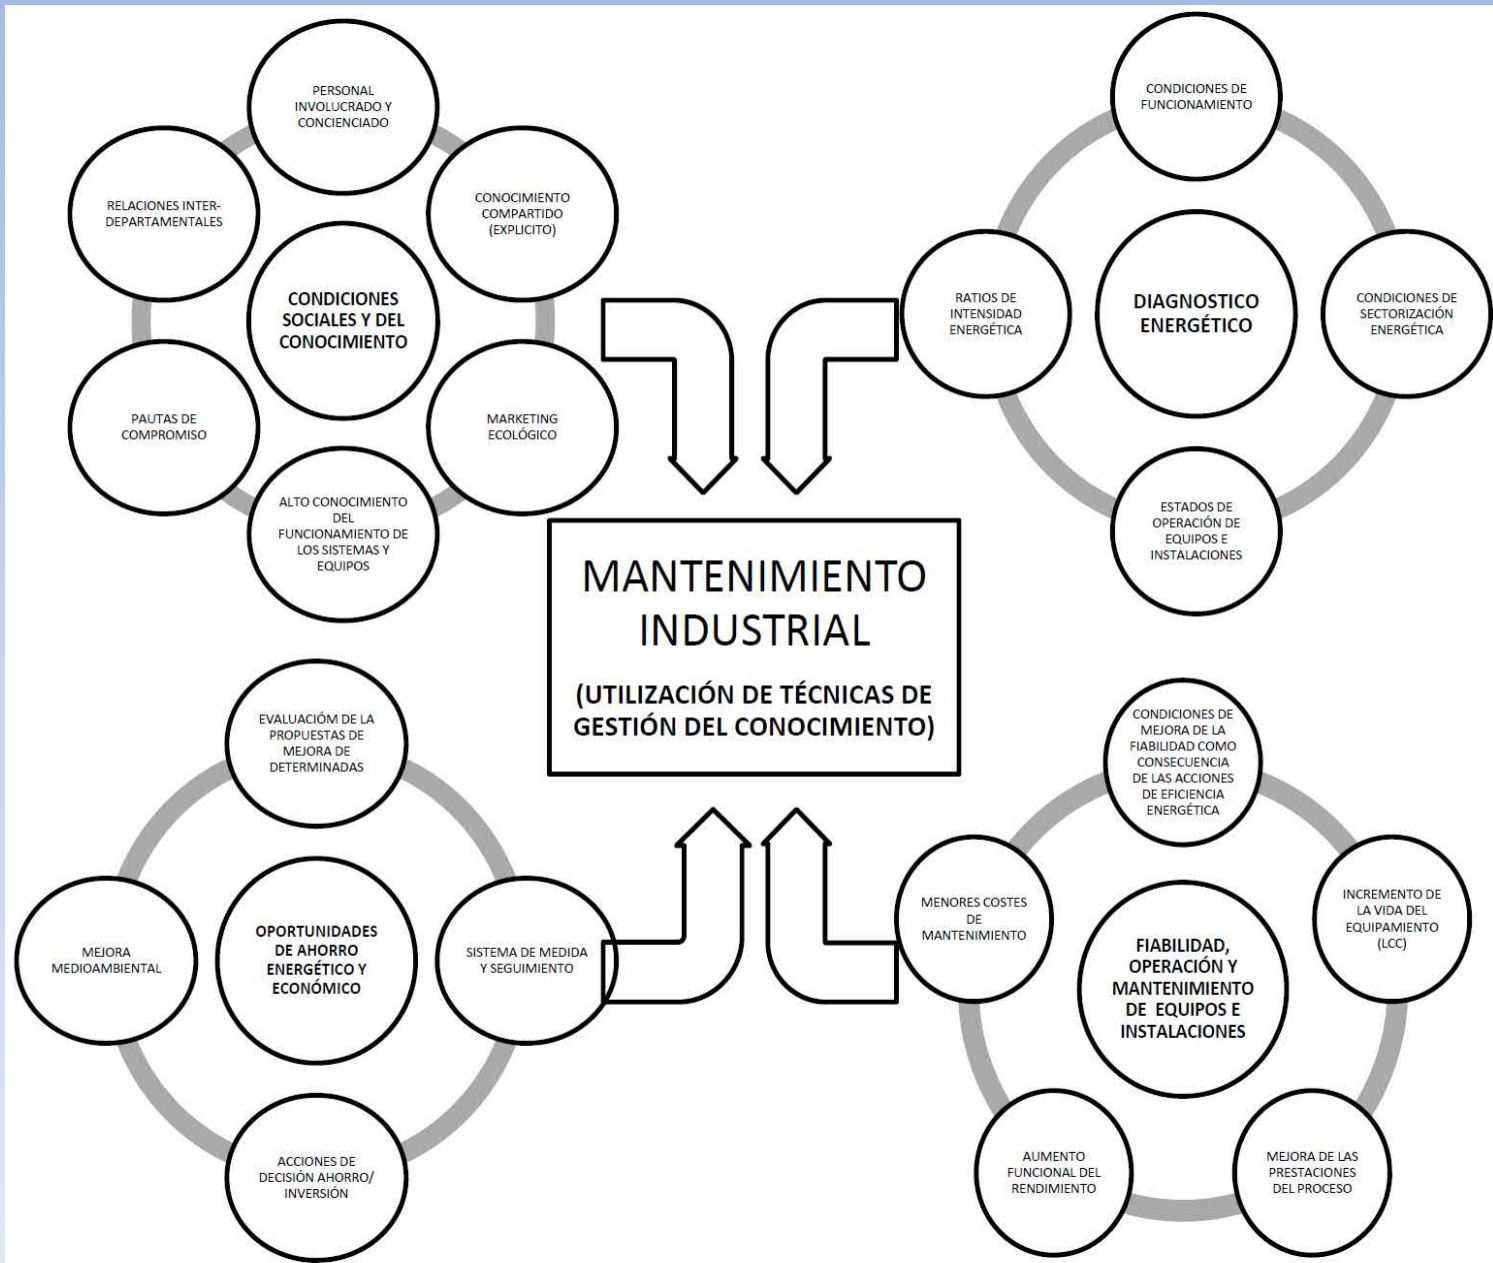 PERSONAL
INVOLUCRADO Y
CONCIENCIADO
RELACIONES INTER-
DEPARTAMENTALES
CONOCIMIENTO
COMPARTIDO
(EXPLICITO)
CONDICIONES
SOCIALES Y DEL
CONOCIMIENTO
PAUTAS DE
COMPROMISO
MARKETING
ECOLÓGICO
ALTO CONOCIMIENTO
DEL
FUNCIONAMIENTO DE
LOS SISTEMAS Y
EQUIPOS
CONDICIONES DE
FUNCIONAMIENTO
RATIOS DE
INTENSIDAD
ENERGÉTICA
DIAGNOSTICO
ENERGÉTICO
CONDICIONES DE
SECTORIZACIÓN
ENERGÉTICA
ESTADOS DE
OPERACIÓN DE
EQUIPOS E
INSTALACIONES
MANTENIMIENTO
INDUSTRIAL
(UTILIZACIÓN DE TÉCNICAS DE
GESTIÓN DEL CONOCIMIENTO)
EVALUACIÓM DE LA
PROPUESTAS DE
MEJORA DE
DETERMINADAS
MEJORA
MEDIOAMBIENTAL
OPORTUNIDADES
DE AHORRO
ENERGÉTICO Y
ECONÓMICO
SISTEMA DE MEDIDA
Y SEGUIMIENTO
ACCIONES DE
DECISIÓN AHORRO/
INVERSIÓN
CONDICIONES DE
MEJORA DE LA
FIABILIDAD COMO
CONSECUENCIA
DE LAS ACCIONES
DE EFICIENCIA
ENERGÉTICA
MENORES COSTES
DE
MANTENIMIENTO
INCREMENTO DE
LA VIDA DEL
EQUIPAMIENTO
(LCC)
FIABILIDAD,
OPERACIÓN Y
MANTENIMIENTO
DE EQUIPOS E
INSTALACIONES
AUMENTO
FUNCIONAL DEL
RENDIMIENTO
MEJORA DE LAS
PRESTACIONES
DEL PROCESO